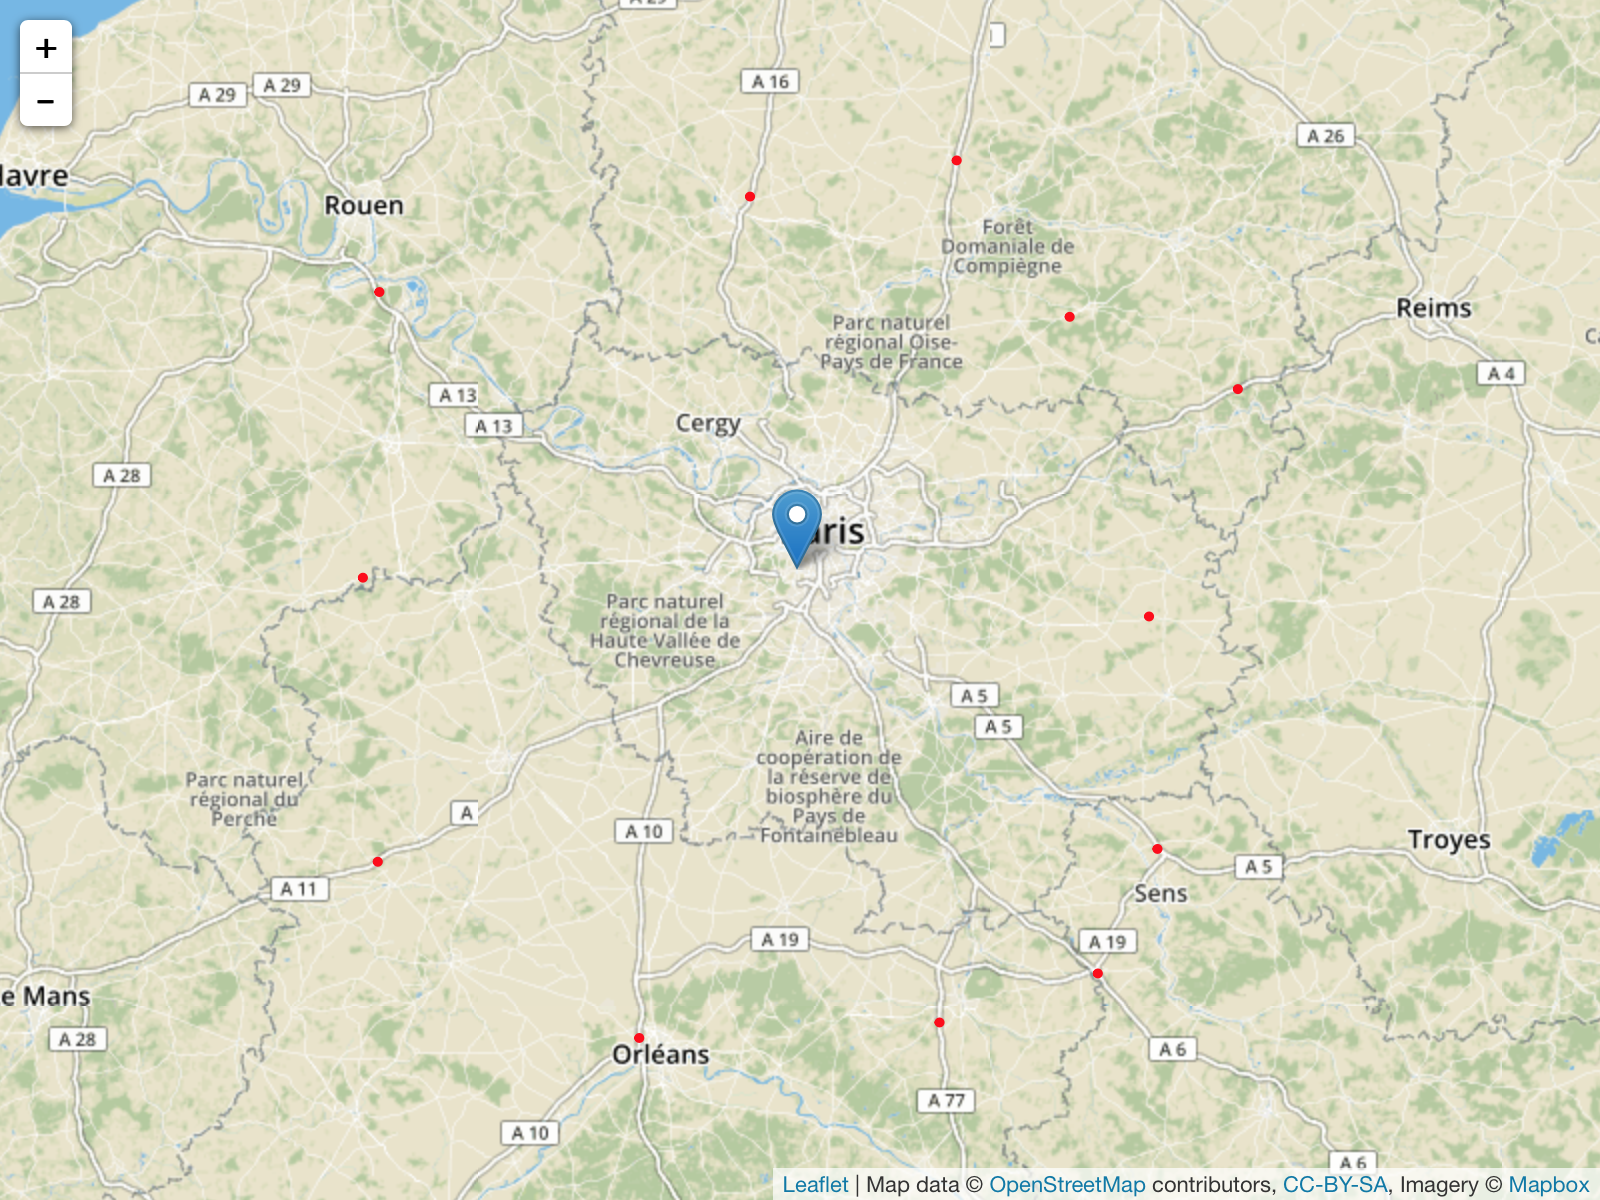 +
−
A 29
A 29
A 16
A 26
lavre
Rouen
Forêt
Domaniale de
Compiègne
Reims
Parc naturel
régional Oise-
Pays de France
A 4
A 13
A 13
Cergy
A 28
aris
A 28
Parc naturel
régional de la
Haute Vallée de
Chevreuse
A 5
A 5
Aire de
coopération de
la réserve de
biosphère du
Pays de
Fontainebleau
Parc naturel
régional du
Perche
A
A 10
Troyes
A 5
A 11
Sens
A 19
A 19
e Mans
A 28
Orléans
A 6
A 77
A 10
A 6
Leaflet | Map data © OpenStreetMap contributors, CC-BY-SA, Imagery © Mapbox